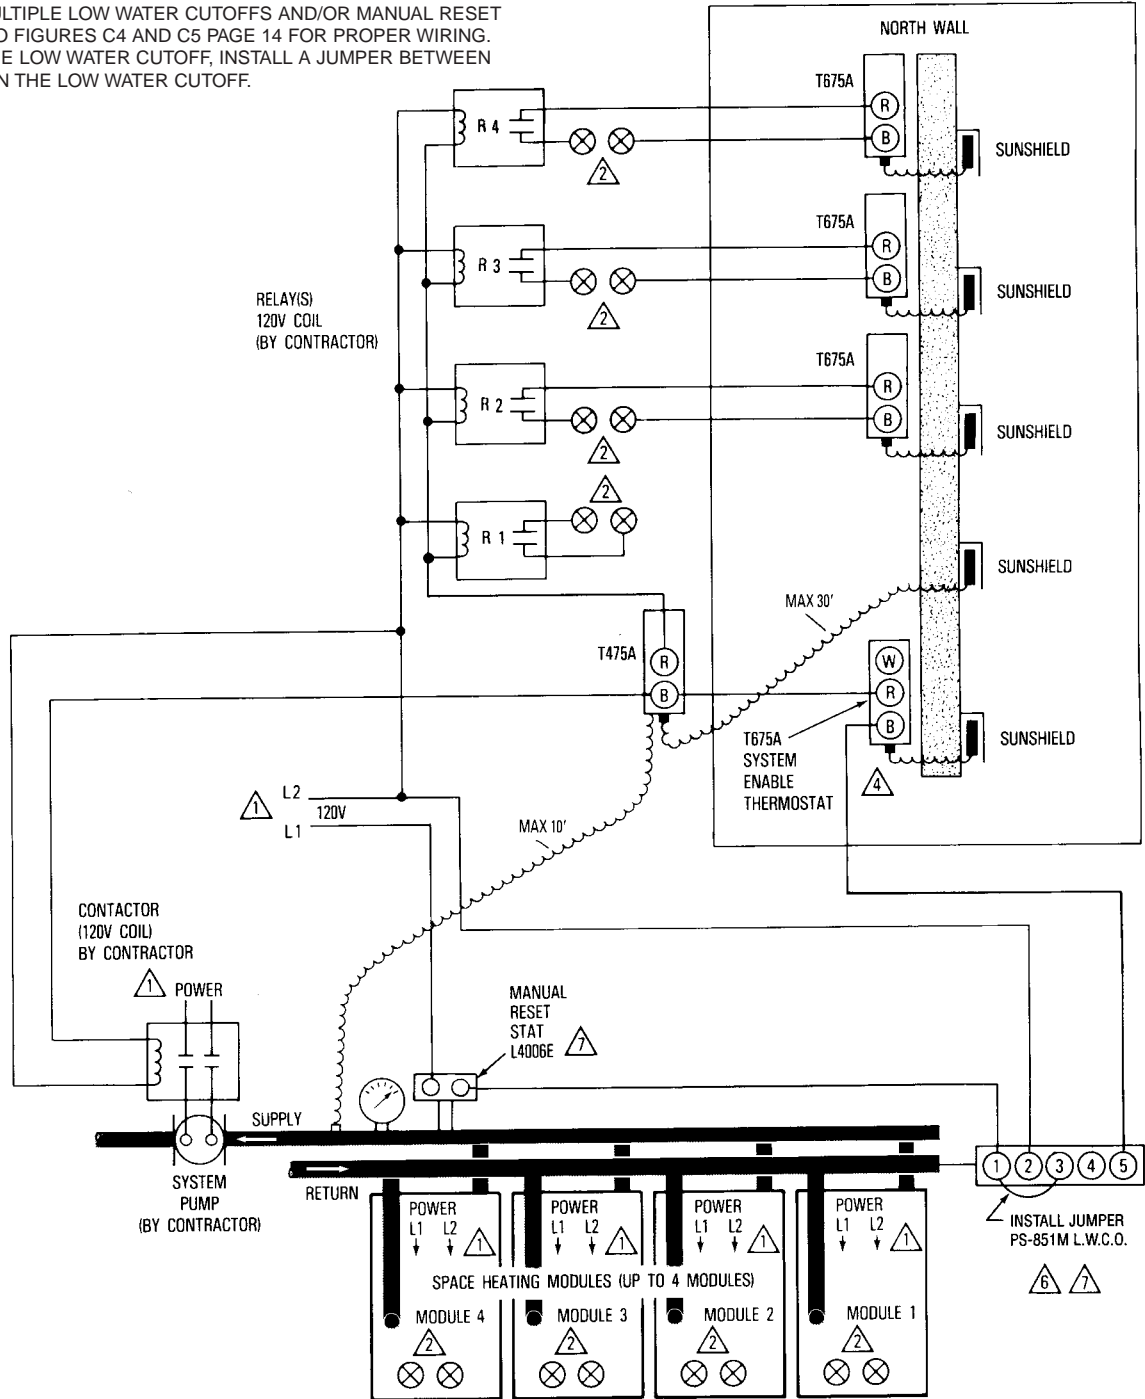 ULTIPLE LOW WATER CUTOFFS AND/OR MANUAL RESET
O FIGURES C4 AND C5 PAGE 14 FOR PROPER WIRING.
E LOW WATER CUTOFF, INSTALL A JUMPER BETWEEN
N THE LOW WATER CUTOFF.
NORTH WALL
T675A
R
B
R 4
2
SUNSHIELD
T675A
R
B
R 3
2
SUNSHIELD
RELAY(S)
120V COIL
(BY CONTRACTOR)
T675A
R
B
R 2
2
SUNSHIELD
2
R 1
SUNSHIELD
MAX 30'
T475A
R
B
W
R
B
T675A
SYSTEM
ENABLE
THERMOSTAT
4
SUNSHIELD
1
L2
120V
L1
MAX 10'
CONTACTOR
(120V COIL)
BY CONTRACTOR
1
POWER
MANUAL
RESET
STAT
L4006E
7
SUPPLY
RETURN
SYSTEM
PUMP
(BY CONTRACTOR)
1 2 3 4 5
INSTALL JUMPER
PS-851M L.W.C.O.
6 7
POWER
L1 L2
1
POWER
L1 L2
1
POWER
L1 L2
1
POWER
L1 L2
1
SPACE HEATING MODULES (UP TO 4 MODULES)
MODULE 4
2
MODULE 3
2
MODULE 2
2
MODULE 1
2